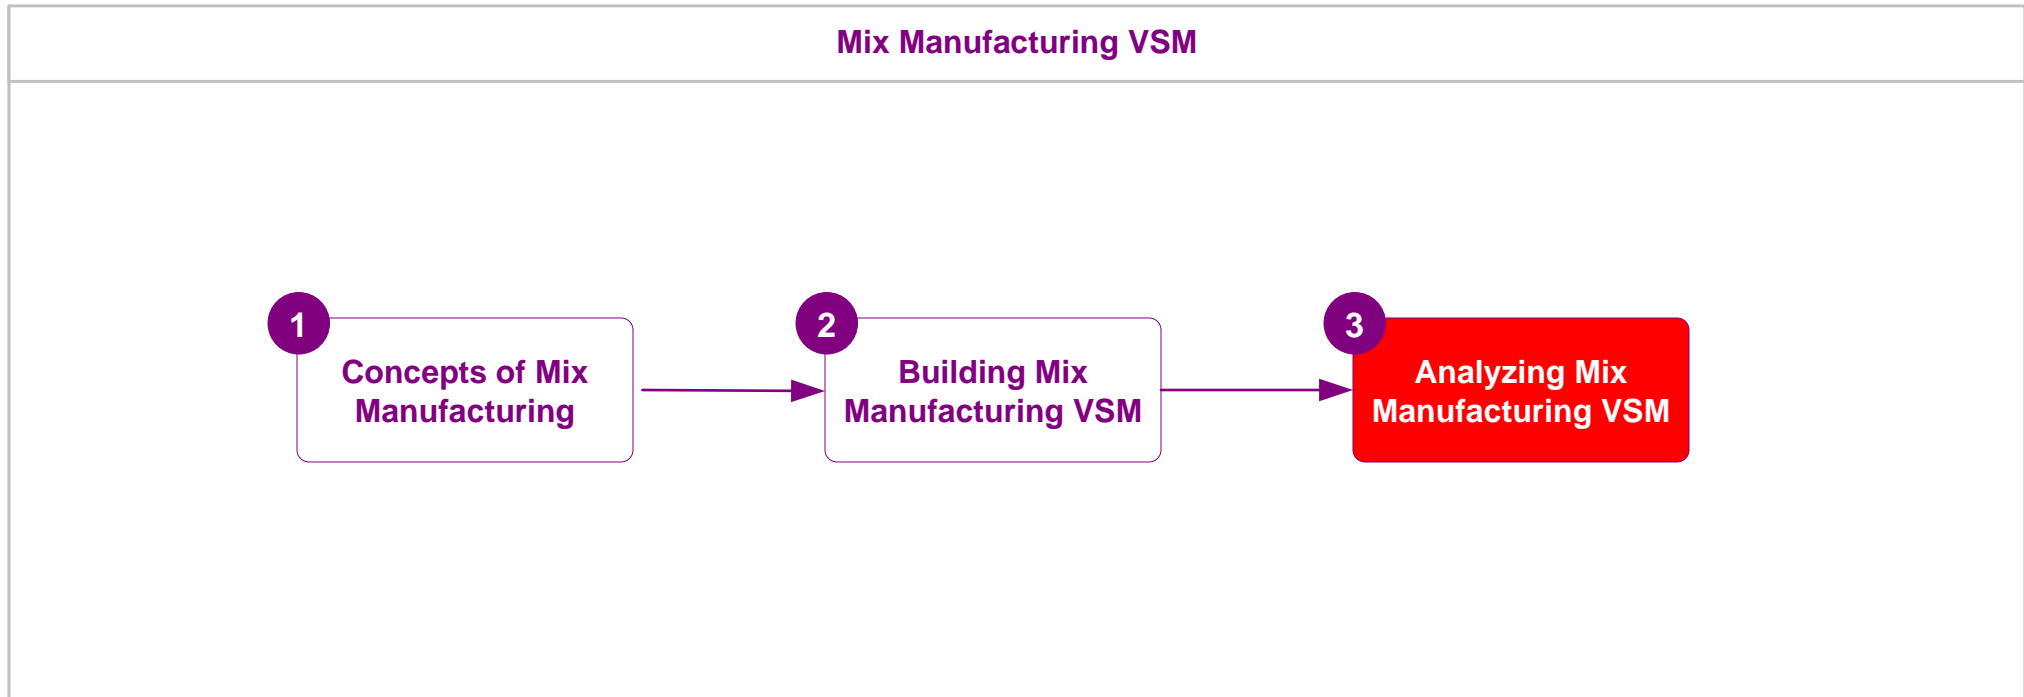 Mix Manufacturing VSM
1
Concepts of Mix
Manufacturing
2
Building Mix
Manufacturing VSM
3
Analyzing Mix
Manufacturing VSM